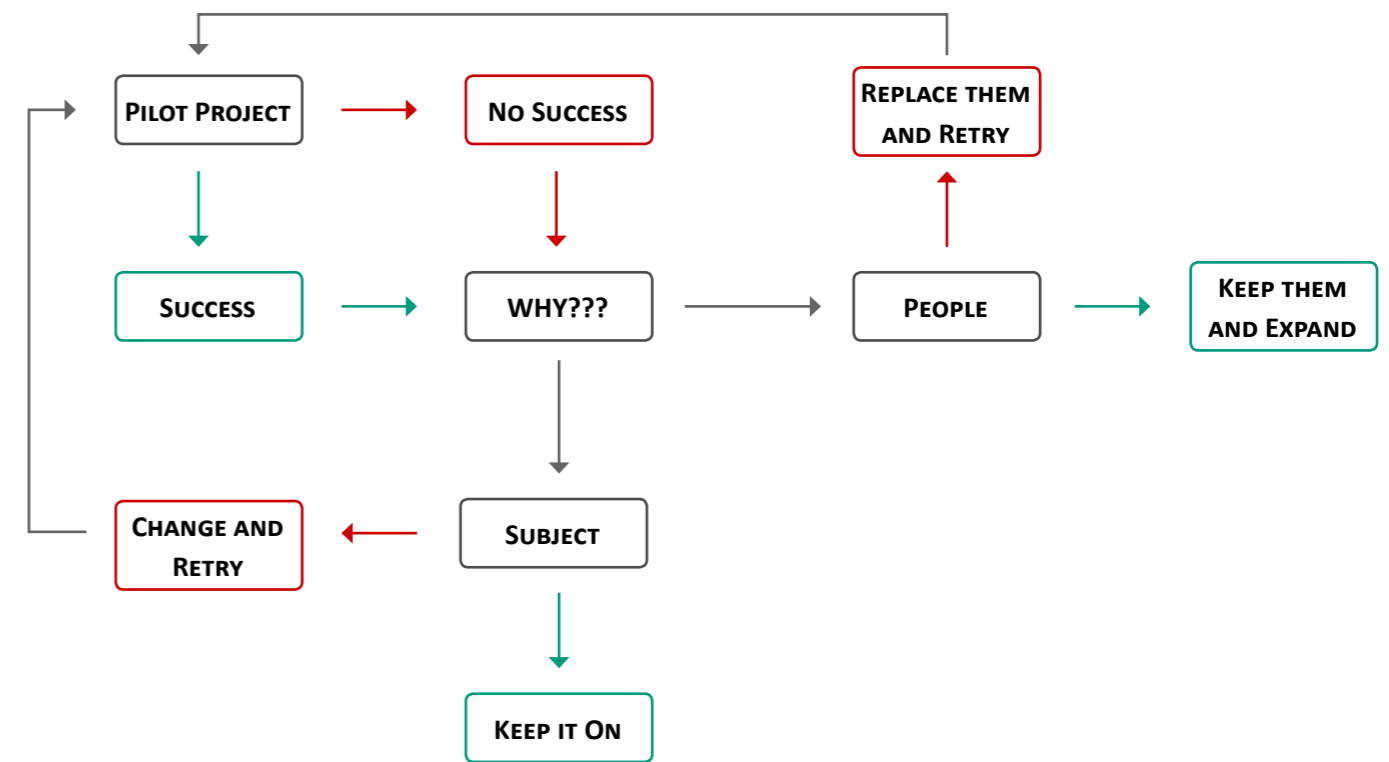 Pilot Project
No Success
Replace them
and Retry
Success
WHY???
People
Keep them
and Expand
Change and
Retry
Subject
Keep it On